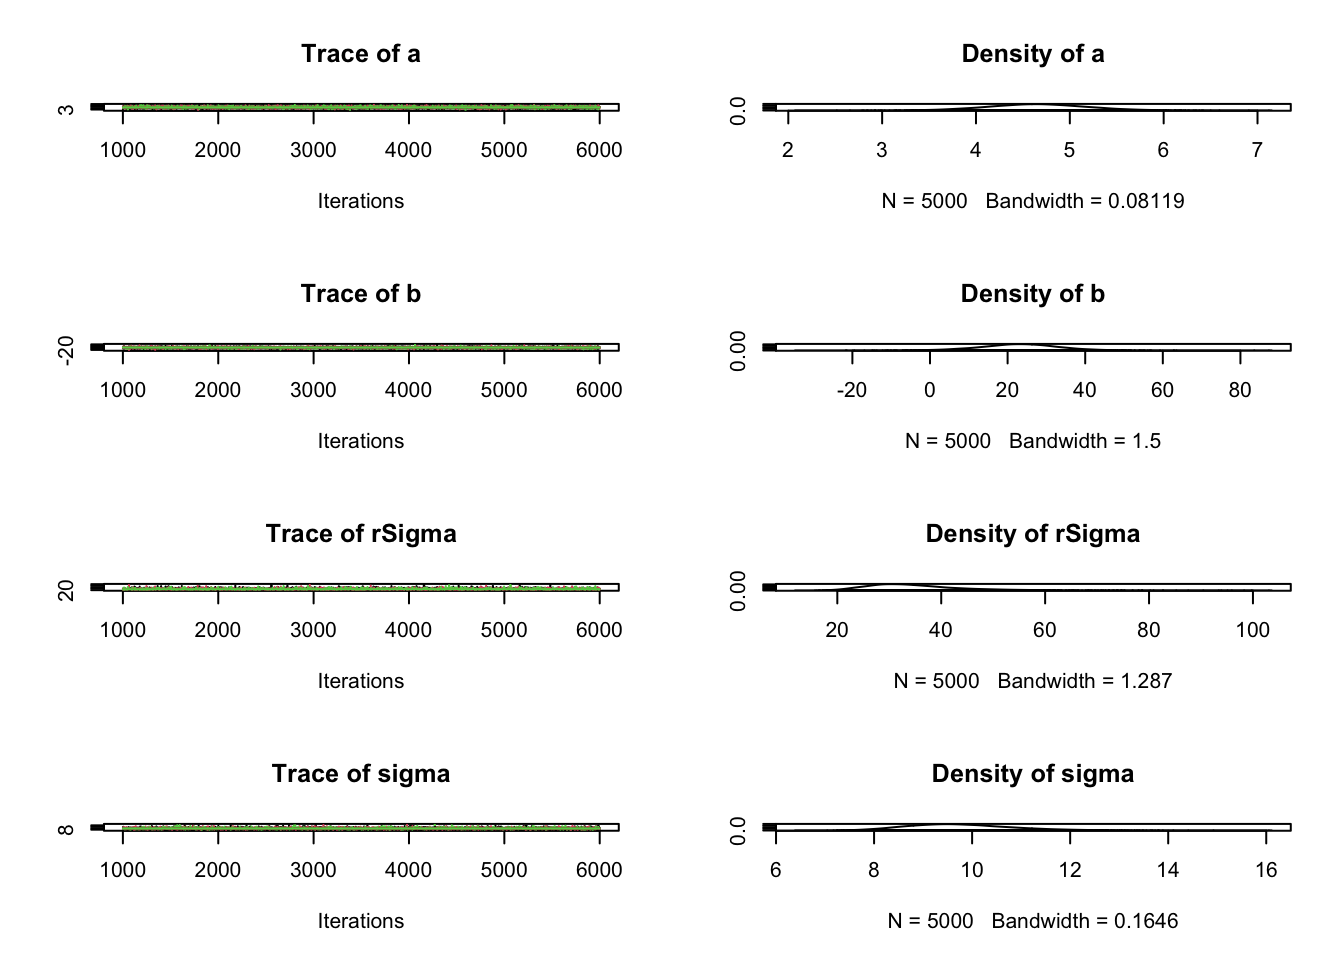 Trace of a
3
1000 2000 3000 4000 5000 6000
Iterations
Density of a
0.0
2 3 4 5 6 7
N = 5000 Bandwidth = 0.08119
Trace of b
-20
1000 2000 3000 4000 5000 6000
Iterations
Density of b
0.00
-20 0 20 40 60 80
N = 5000 Bandwidth = 1.5
Trace of rSigma
20
1000 2000 3000 4000 5000 6000
Iterations
Density of rSigma
0.00
20 40 60 80 100
N = 5000 Bandwidth = 1.287
Trace of sigma
8
1000 2000 3000 4000 5000 6000
Iterations
Density of sigma
0.0
6 8 10 12 14 16
N = 5000 Bandwidth = 0.1646